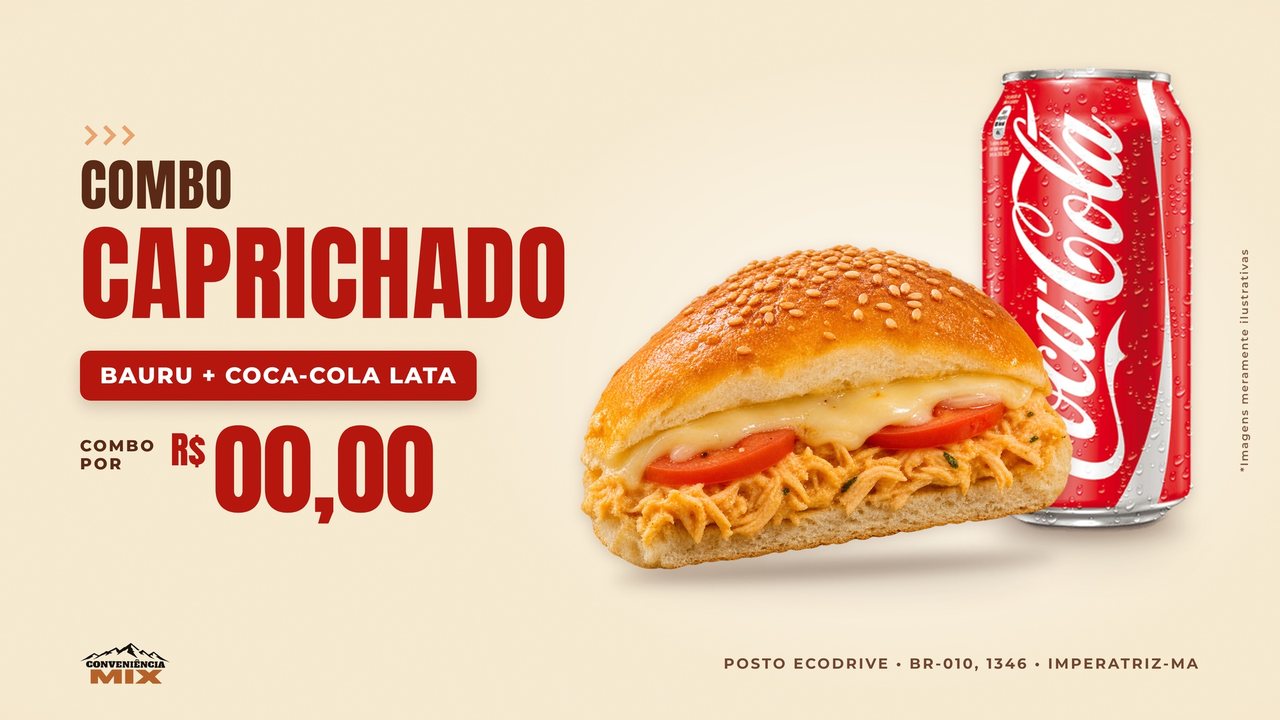 COMBO
CAPRICHADO
BAURU + COCA-COLA LATA
COMBO
POR
R$ 00,00
CONVENIÊNCIA
MIX
Coca-Cola
*Imagens meramente ilustrativas
POSTO ECODRIVE • BR-010, 1346 • IMPERATRIZ-MA